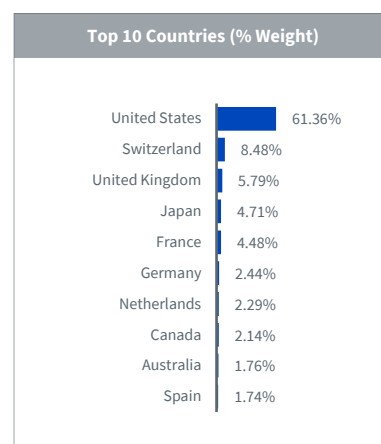 Top 10 Countries (% Weight)
United States 61.36%
Switzerland 8.48%
United Kingdom 5.79%
Japan 4.71%
France 4.48%
Germany 2.44%
Netherlands 2.29%
Canada 2.14%
Australia 1.76%
Spain 1.74%